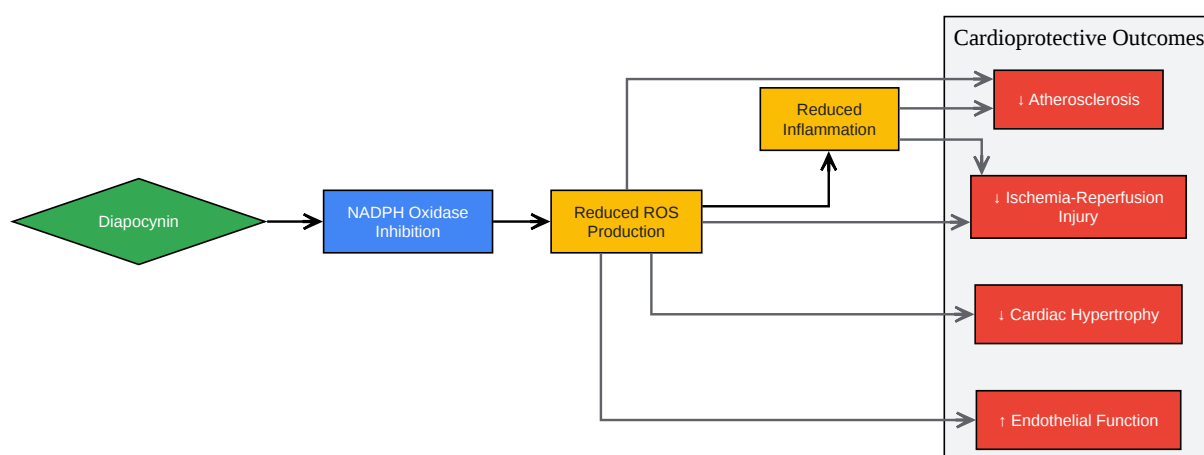 Cardioprotective Outcomes
↓ Atherosclerosis
Reduced
Inflammation
Diapocynin
NADPH Oxidase
Inhibition
Reduced ROS
Production
↓ Ischemia-Reperfusion
Injury
↓ Cardiac Hypertrophy
↑ Endothelial Function